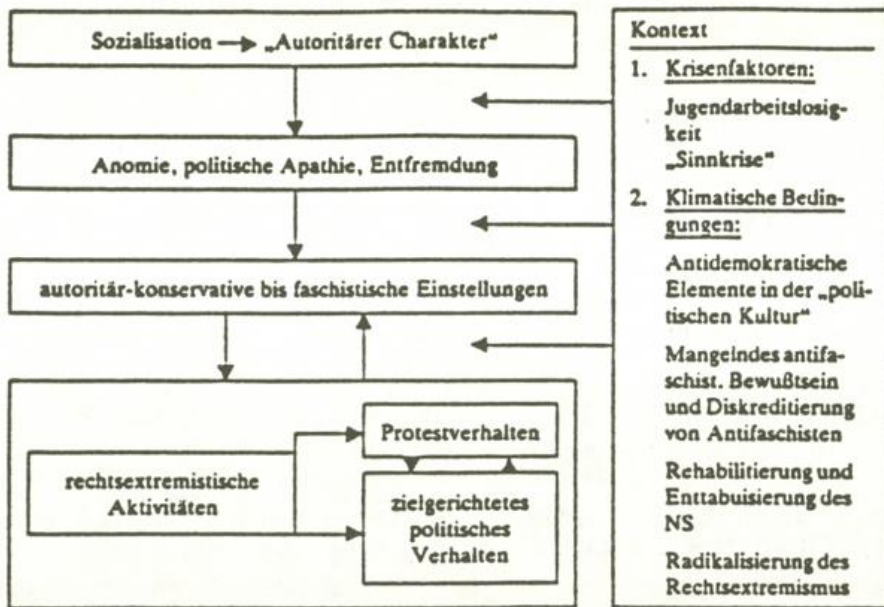 Sozialisation → „Autoritärer Charakter“
Anomie, politische Apathie, Entfremdung
autoritär-konservative bis faschistische Einstellungen
rechtsextremistische
Aktivitäten
Protestverhalten
zielgerichtetes
politisches
Verhalten
Kontext
1. Krisenfaktoren:
Jugendarbeitslosig-
keit
„Sinnkrise“
2. Klimatische Bedin-
gungen:
Antidemokratische
Elemente in der „poli-
tischen Kultur“
Mangelndes antifa-
schist. Bewußtsein
und Diskreditierung
von Antifaschisten
Rehabilitierung und
Enttabuisierung des
NS
Radikalisierung des
Rechtsextremismus